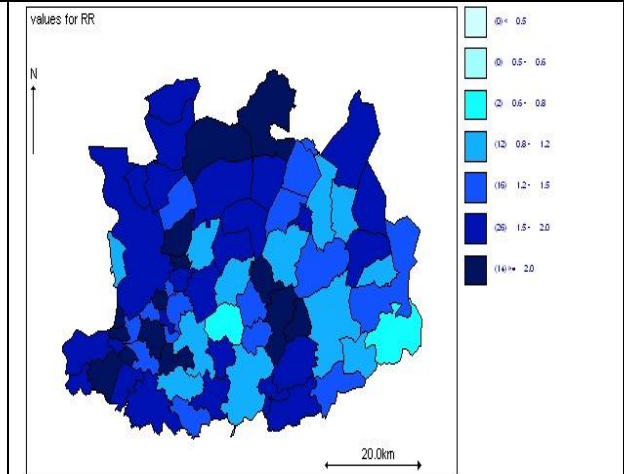 values for RR
N
(0) < 0.5
(0) 0.5 - 0.6
(2) 0.6 - 0.8
(12) 0.8 - 1.2
(16) 1.2 - 1.5
(26) 1.5 - 2.0
(14) >= 2.0
20.0km